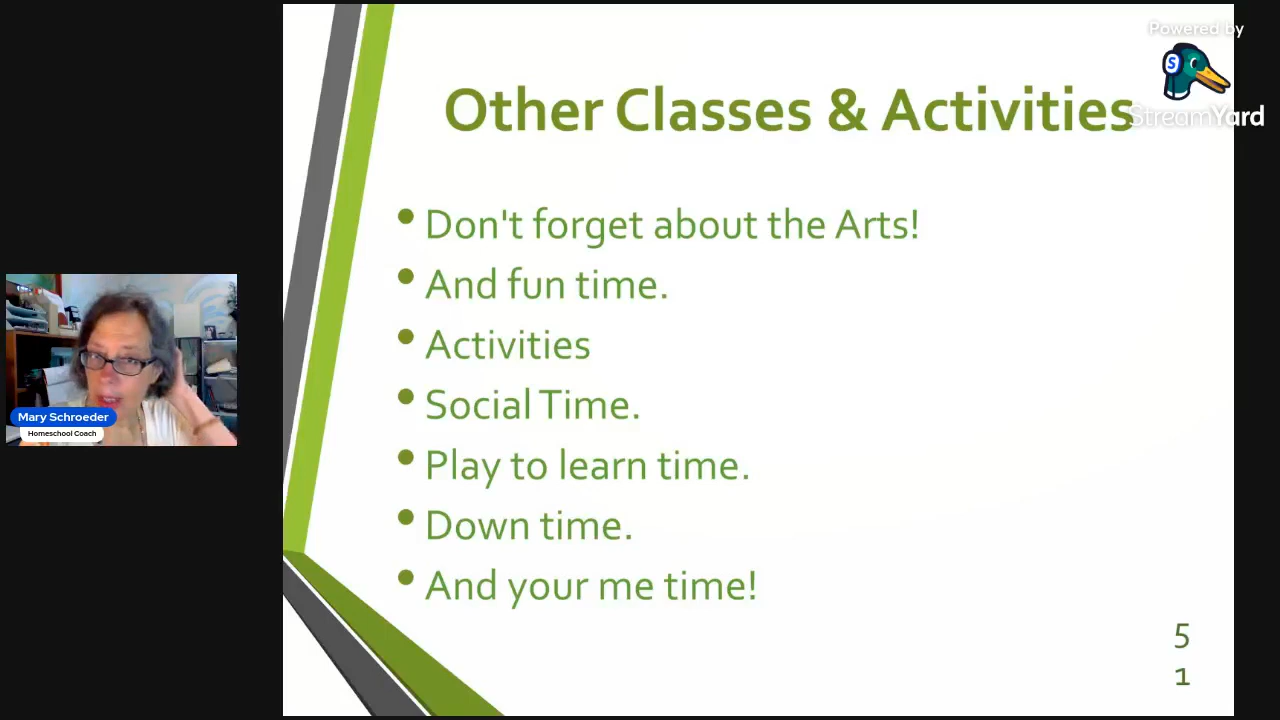 Powered by
StreamYard
Other Classes & Activities
Don't forget about the Arts!
And fun time.
Activities
Social Time.
Play to learn time.
Down time.
And your me time!
5
1
Mary Schroeder
Homeschool Coach